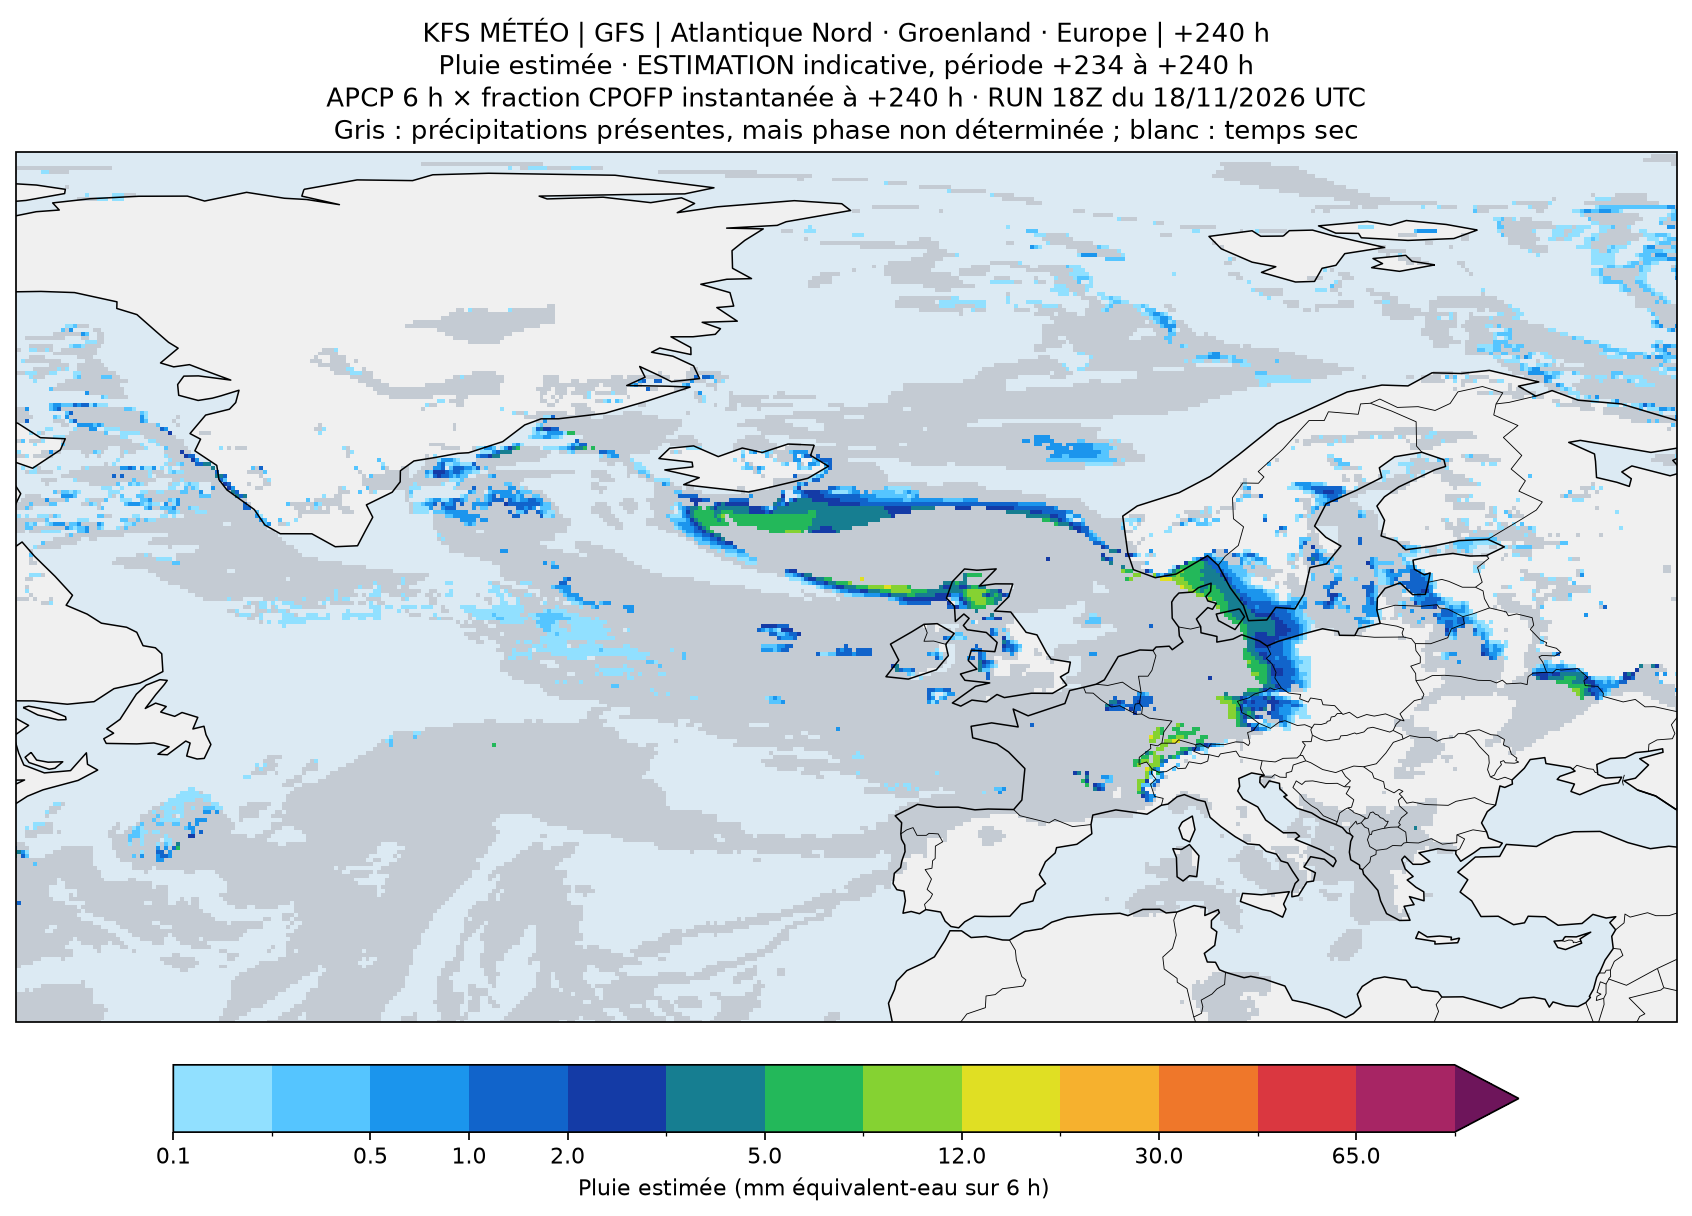 KFS MÉTÉO | GFS | Atlantique Nord · Groenland · Europe | +240 h
Pluie estimée · ESTIMATION indicative, période +234 à +240 h
APCP 6 h × fraction CPOFP instantanée à +240 h · RUN 18Z du 18/11/2026 UTC
Gris : précipitations présentes, mais phase non déterminée ; blanc : temps sec
0.1 0.5 1.0 2.0 5.0 12.0 30.0 65.0
Pluie estimée (mm équivalent-eau sur 6 h)